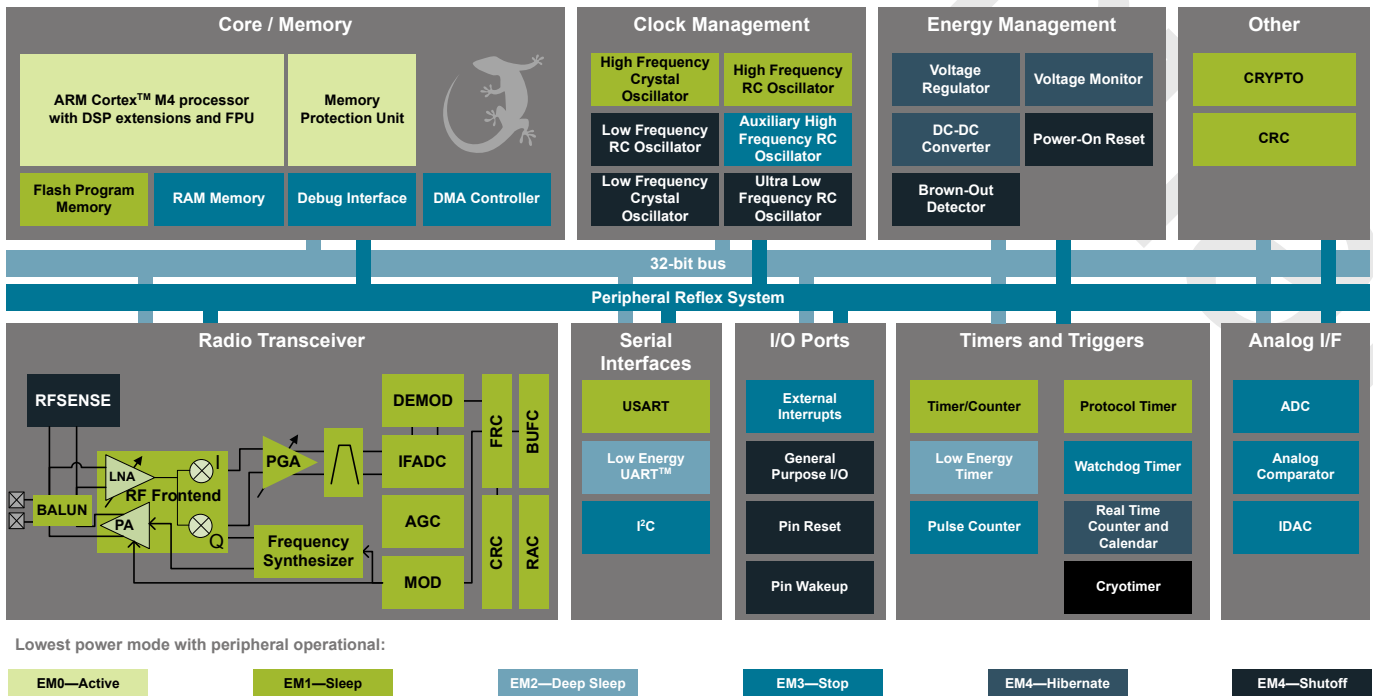 Core / Memory
ARM Cortex™ M4 processor
with DSP extensions and FPU
Memory
Protection Unit
Flash Program
Memory
RAM Memory
Debug Interface
DMA Controller
Clock Management
High Frequency
Crystal
Oscillator
High Frequency
RC Oscillator
Low Frequency
RC Oscillator
Auxiliary High
Frequency RC
Oscillator
Low Frequency
Crystal
Oscillator
Ultra Low
Frequency RC
Oscillator
Energy Management
Voltage
Regulator
Voltage Monitor
DC-DC
Converter
Power-On Reset
Brown-Out
Detector
Other
CRYPTO
CRC
32-bit bus
Peripheral Reflex System
Radio Transceiver
RFSENSE
LNA
RF Frontend
I
BALUN
PA
Q
PGA
Frequency
Synthesizer
DEMOD
IFADC
AGC
MOD
FRC
BUFC
CRC
RAC
Serial
Interfaces
USART
Low Energy
UART™
I²C
I/O Ports
External
Interrupts
General
Purpose I/O
Pin Reset
Pin Wakeup
Timers and Triggers
Timer/Counter
Protocol Timer
Low Energy
Timer
Watchdog Timer
Pulse Counter
Real Time
Counter and
Calendar
Cryotimer
Analog I/F
ADC
Analog
Comparator
IDAC
Lowest power mode with peripheral operational:
EM0—Active
EM1—Sleep
EM2—Deep Sleep
EM3—Stop
EM4—Hibernate
EM4—Shutoff